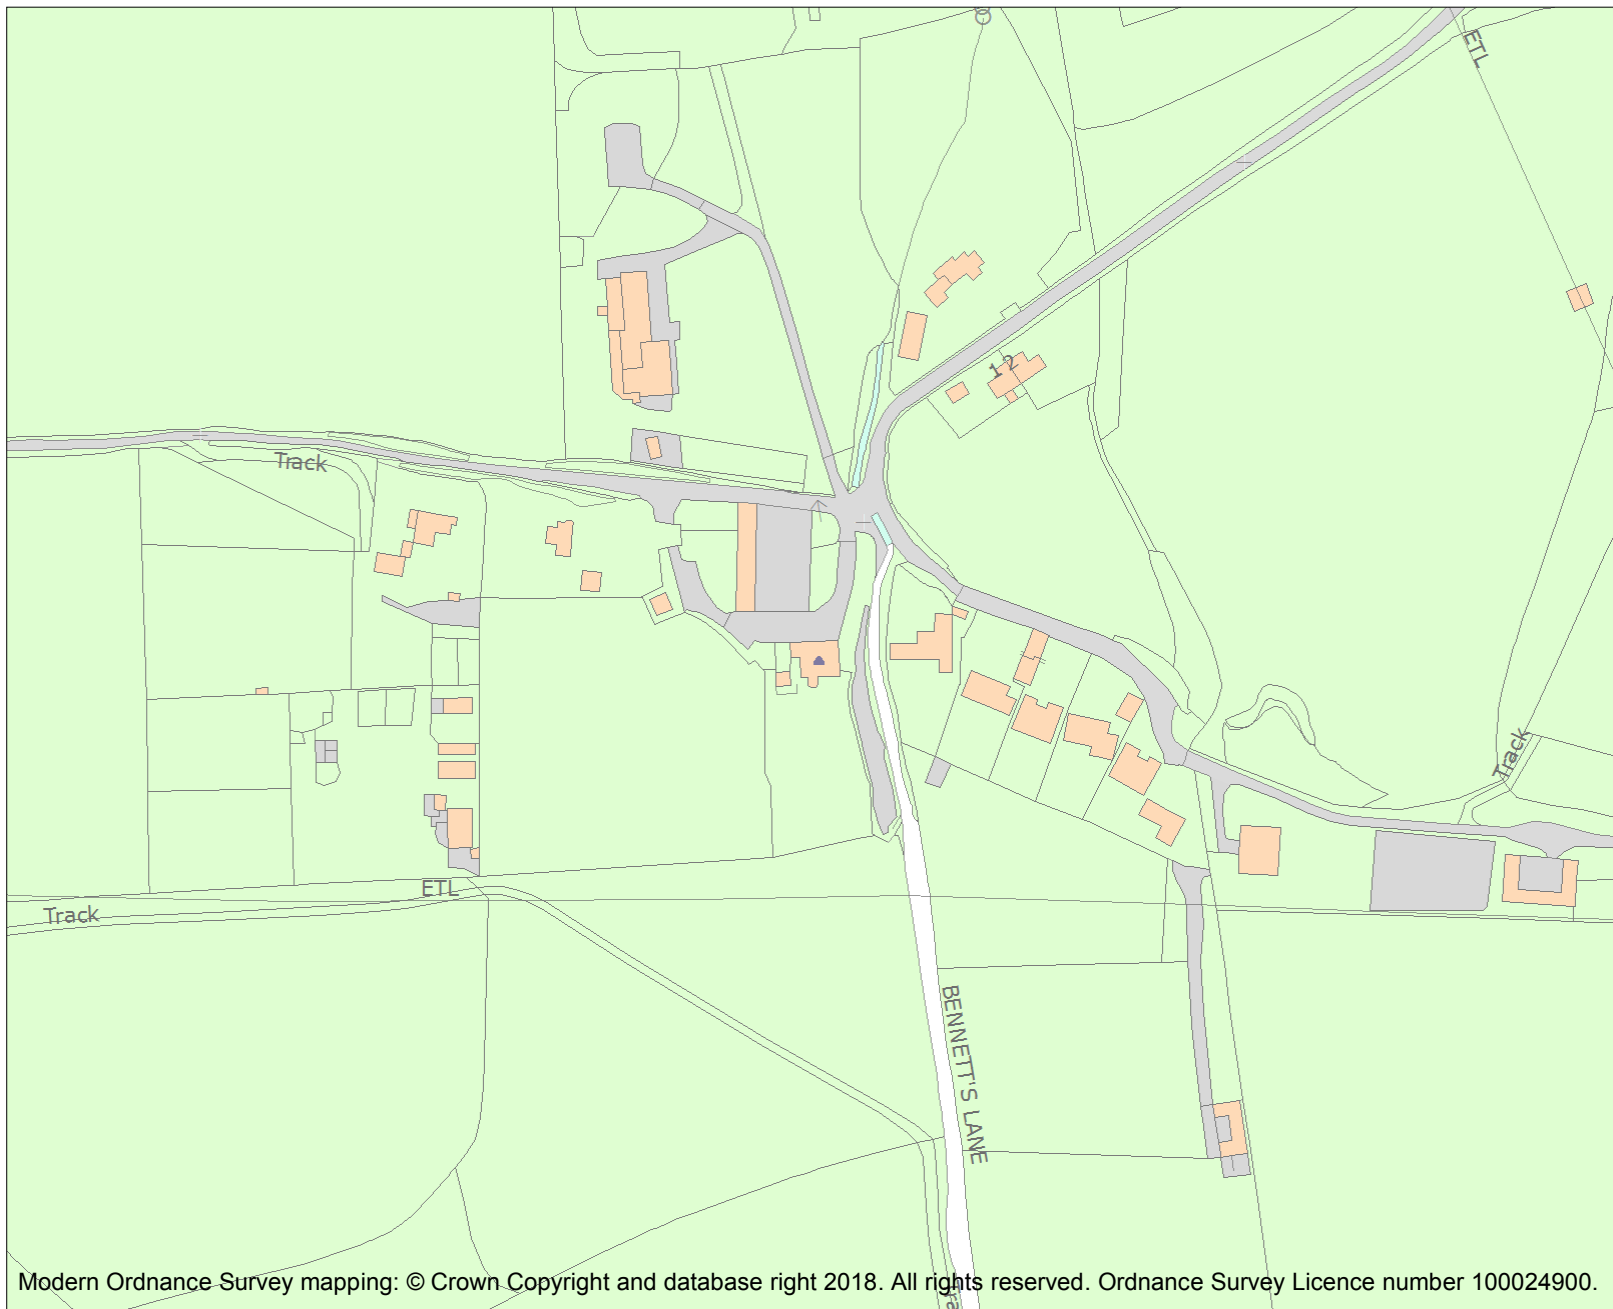 ETL
1 2
Track
Track
ETL
Track
BENNETT'S LANE
Modern Ordnance Survey mapping: © Crown Copyright and database right 2018. All rights reserved. Ordnance Survey Licence number 100024900.